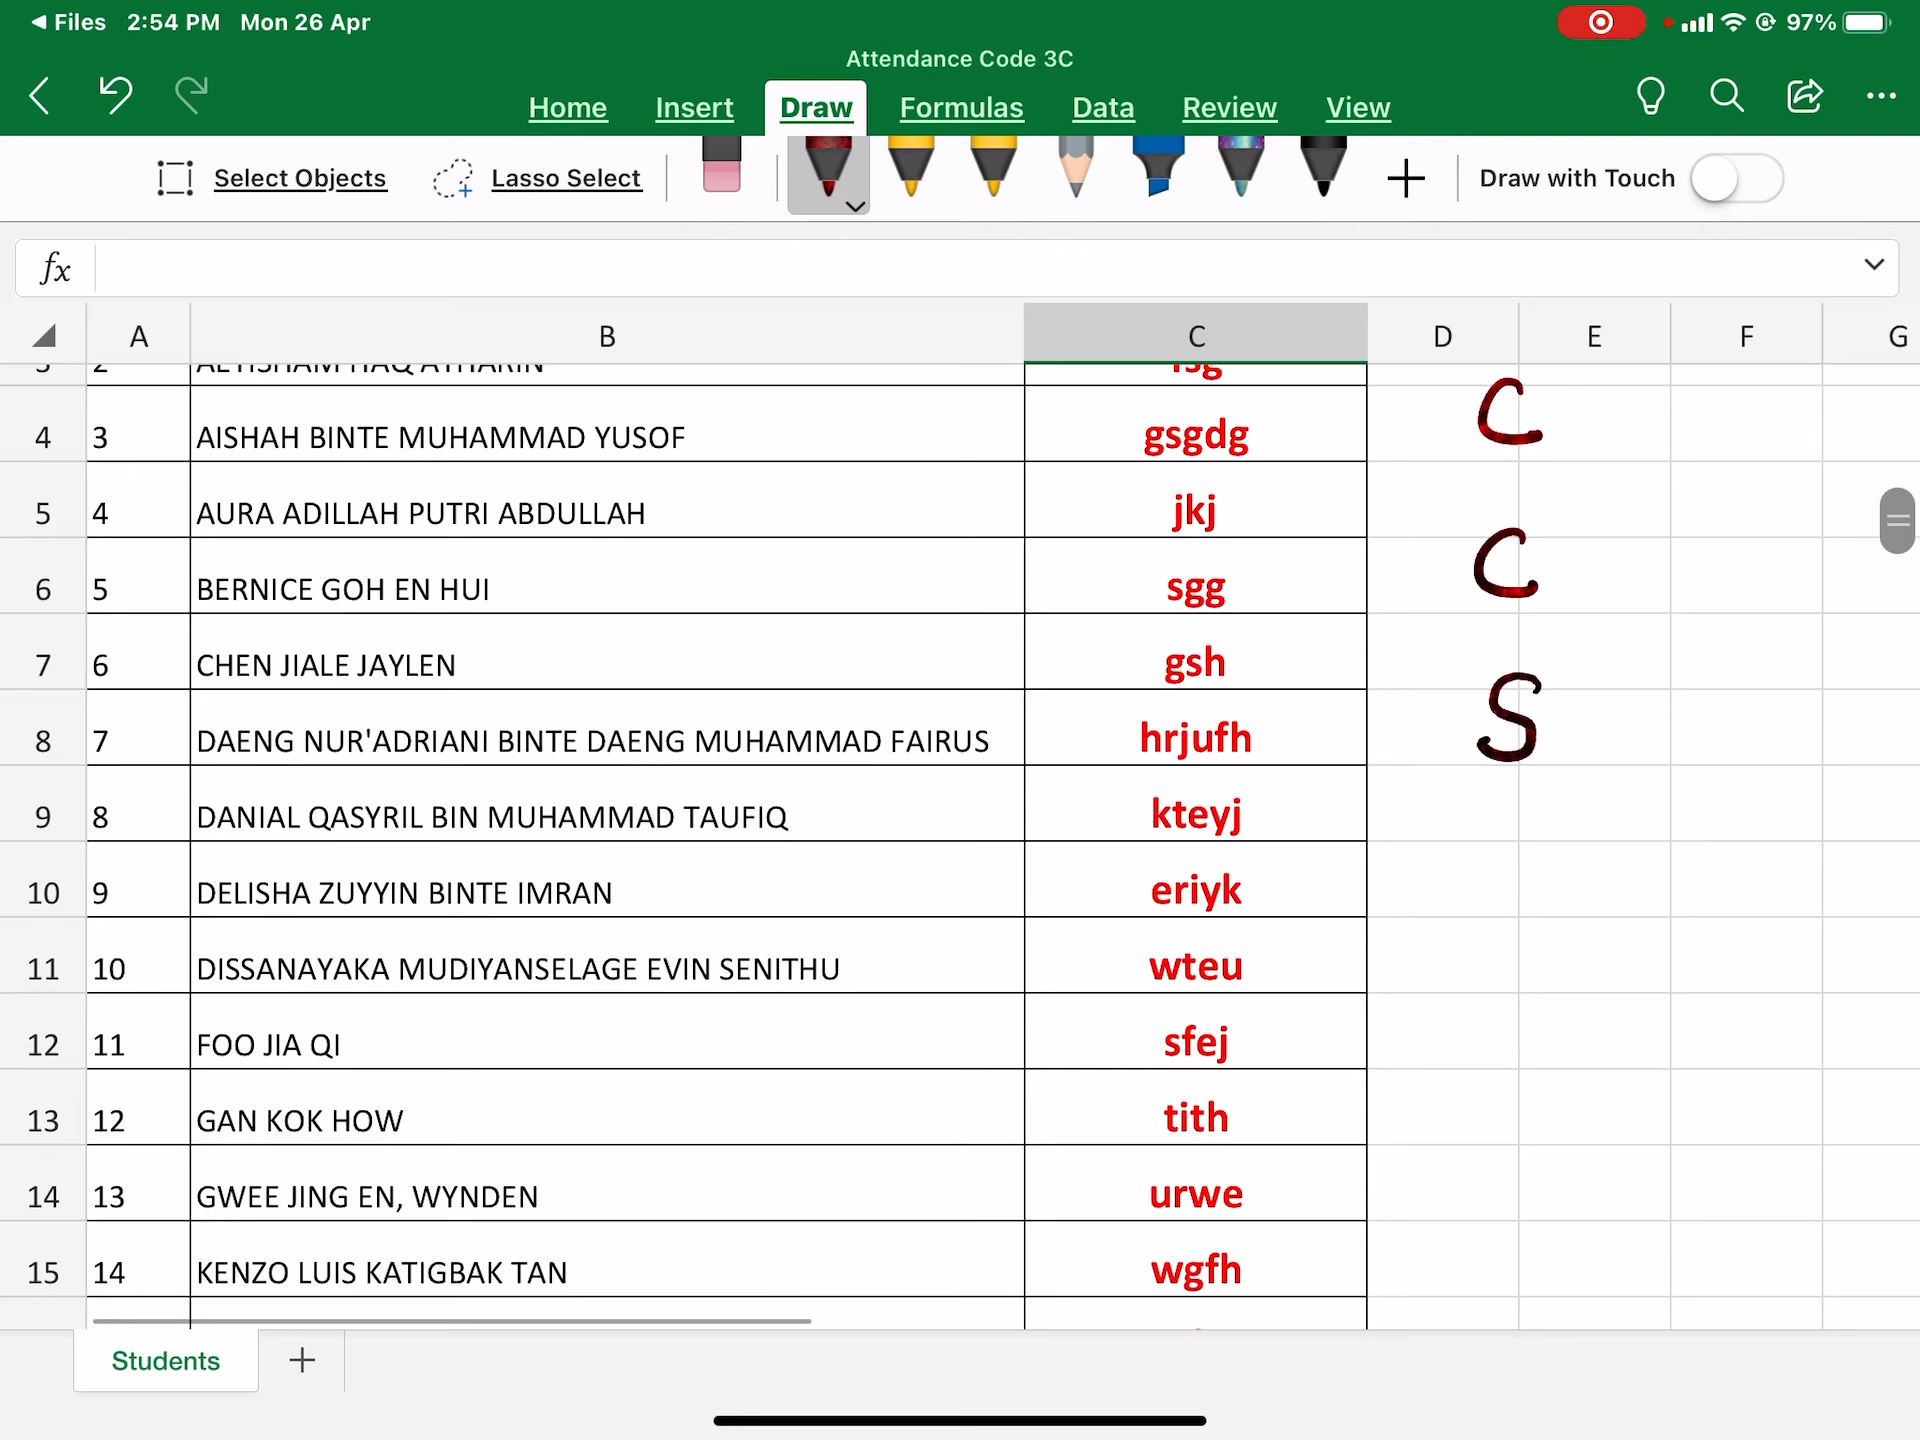 Files 2:54 PM Mon 26 Apr 97%
Attendance Code 3C
Home Insert Draw Formulas Data Review View
Select Objects Lasso Select Draw with Touch
fx
A B C D E F G
4 3 AISHAH BINTE MUHAMMAD YUSOF gsgdg C
5 4 AURA ADILLAH PUTRI ABDULLAH jkj
6 5 BERNICE GOH EN HUI sgg C
7 6 CHEN JIALE JAYLEN gsh
8 7 DAENG NUR'ADRIANI BINTE DAENG MUHAMMAD FAIRUS hrjufh S
9 8 DANIAL QASYRIL BIN MUHAMMAD TAUFIQ kteyj
10 9 DELISHA ZUYYIN BINTE IMRAN eriyk
11 10 DISSANAYAKA MUDIYANSELAGE EVIN SENITHU wteu
12 11 FOO JIA QI sfej
13 12 GAN KOK HOW tith
14 13 GWEE JING EN, WYNDEN urwe
15 14 KENZO LUIS KATIGBAK TAN wgfh
Students